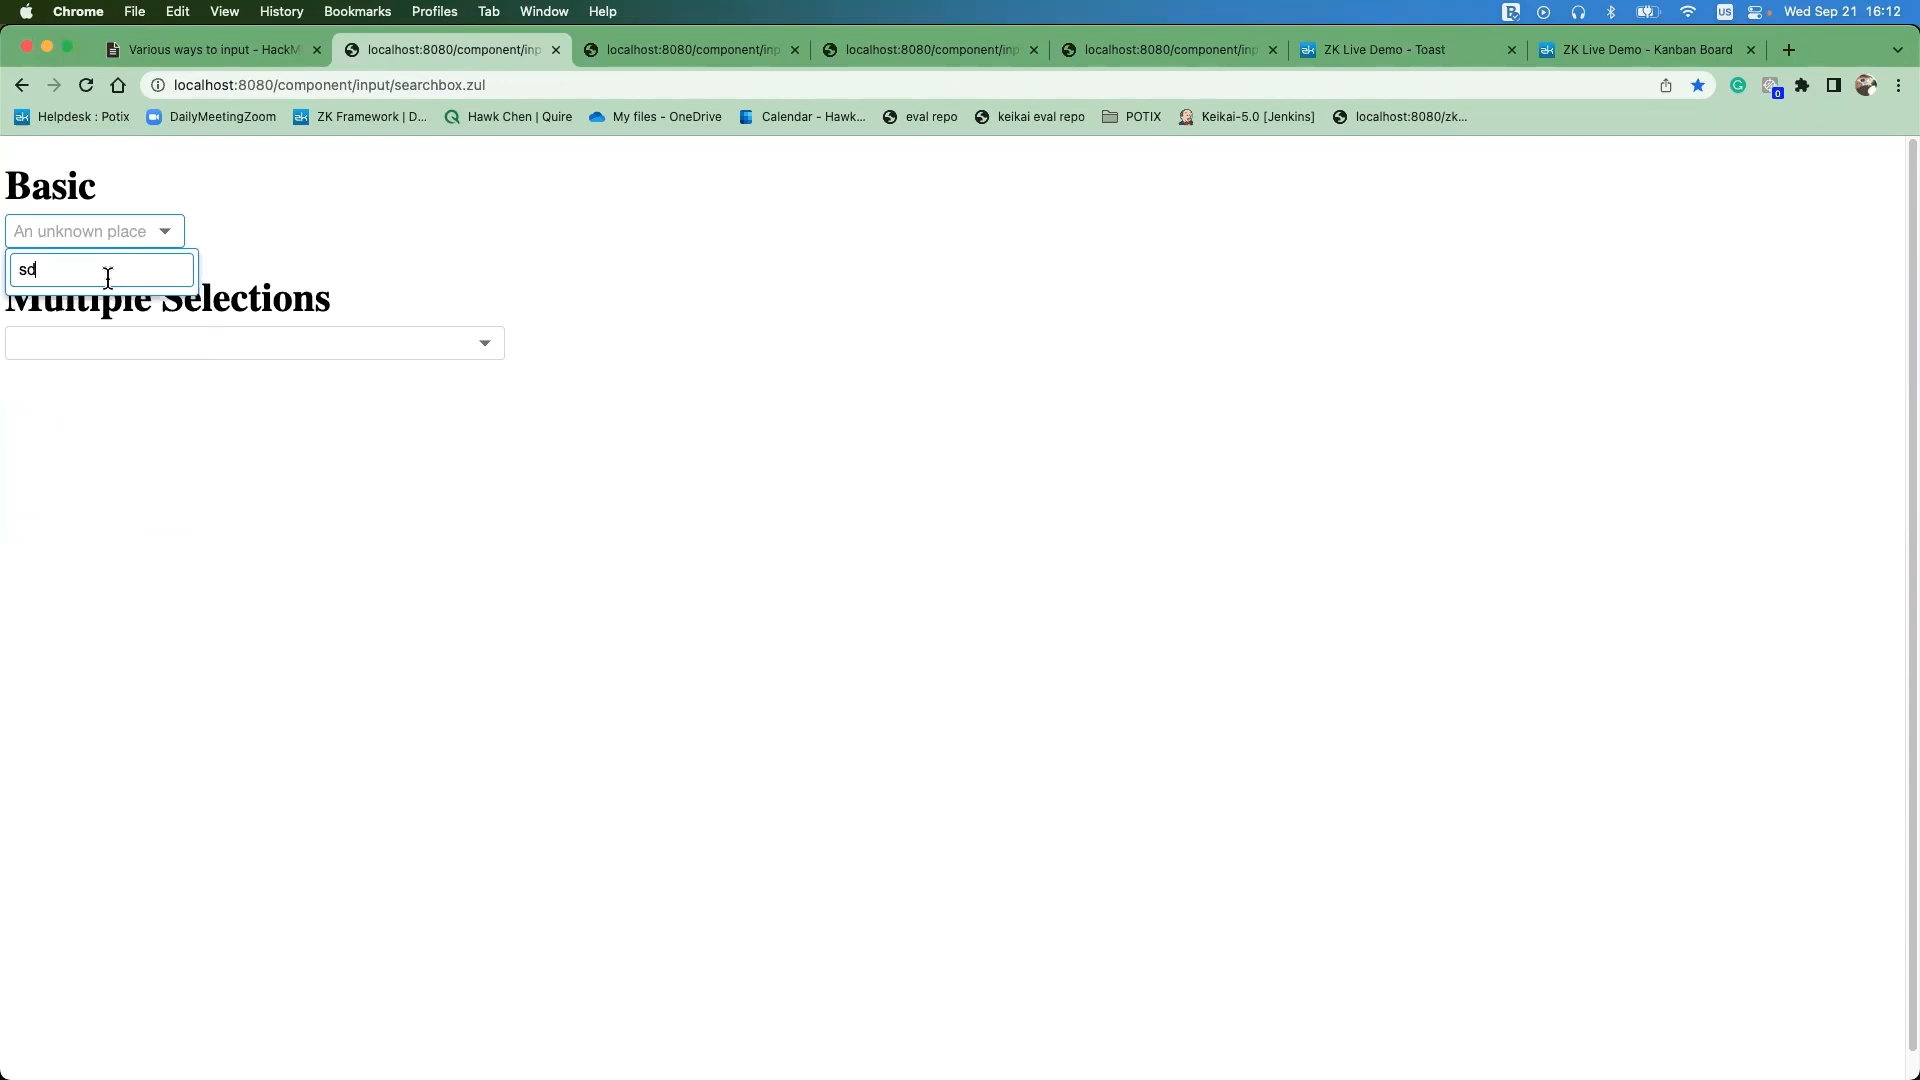 Chrome File Edit View History Bookmarks Profiles Tab Window Help US Wed Sep 21 16:12
Various ways to input - HackM localhost:8080/component/inp localhost:8080/component/inp localhost:8080/component/inp localhost:8080/component/inp ZK Live Demo - Toast ZK Live Demo - Kanban Board
localhost:8080/component/input/searchbox.zul 0
Helpdesk : Potix DailyMeetingZoom ZK Framework | D... Hawk Chen | Quire My files - OneDrive Calendar - Hawk... eval repo keikai eval repo POTIX Keikai-5.0 [Jenkins] localhost:8080/zk...
Basic
An unknown place
sd
Multiple Selections